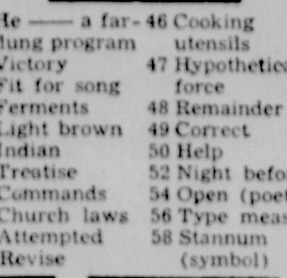 He —— a far-
flung program
Victory
Fit for song
Ferments
Light brown
Indian
Treatise
Commands
Church laws
Attempted
Revise
46 Cooking
utensils
47 Hypothetica
force
48 Remainder
49 Correct
50 Help
52 Night befo
54 Open (poet
56 Type meas
58 Stannum
(symbol)